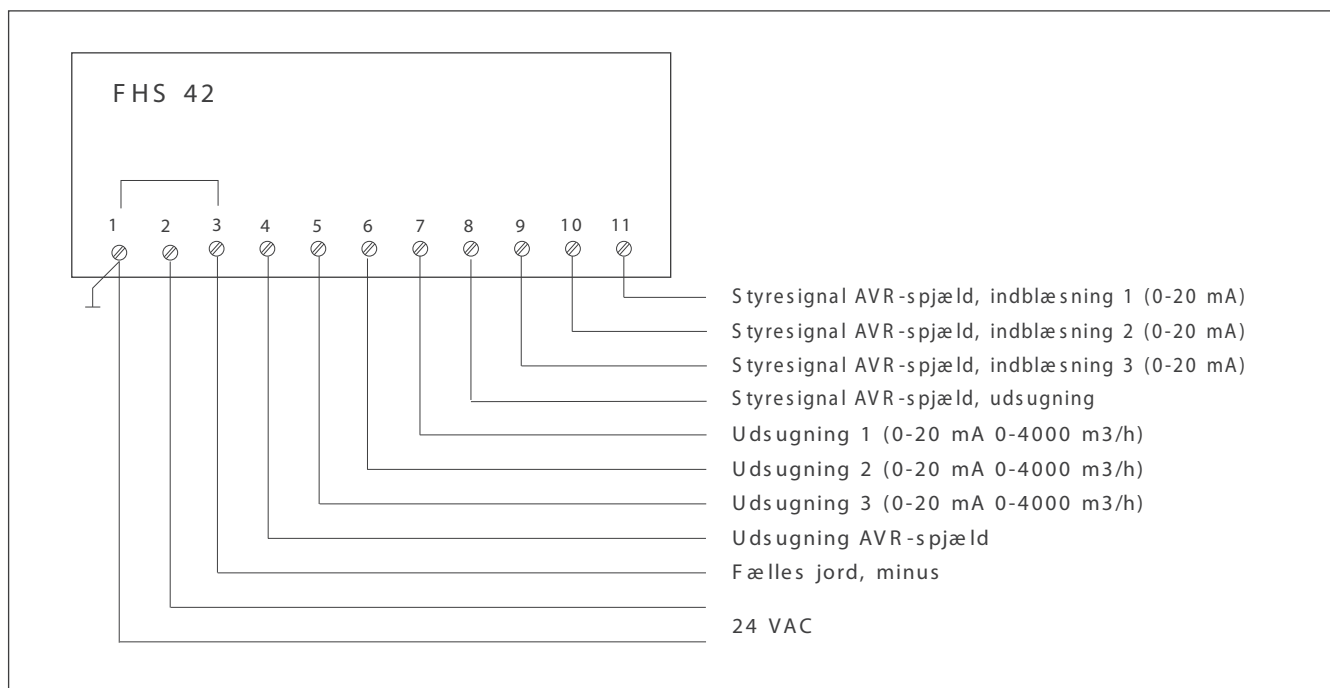 FHS 42
1 2 3 4 5 6 7 8 9 10 11
Styresignal AVR-spjæld, indblæsning 1 (0-20 mA)
Styresignal AVR-spjæld, indblæsning 2 (0-20 mA)
Styresignal AVR-spjæld, indblæsning 3 (0-20 mA)
Styresignal AVR-spjæld, udsugning
Udsugning 1 (0-20 mA 0-4000 m3/h)
Udsugning 2 (0-20 mA 0-4000 m3/h)
Udsugning 3 (0-20 mA 0-4000 m3/h)
Udsugning AVR-spjæld
Fælles jord, minus
24 VAC